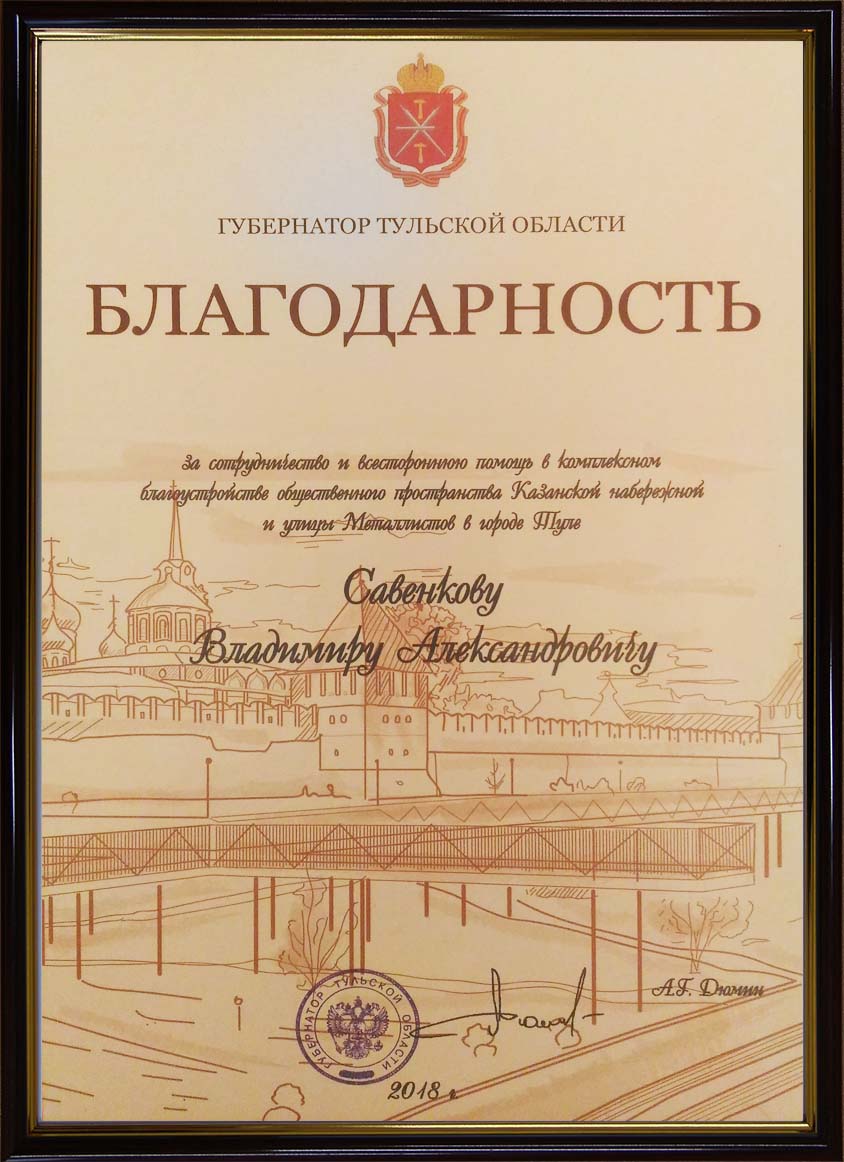 ГУБЕРНАТОР ТУЛЬСКОЙ ОБЛАСТИ
БЛАГОДАРНОСТЬ
За сотрудничество и всестороннюю помощь в комплексном
благоустройстве общественного пространства Казанской набережной
и улицы Металлистов в городе Туле
Савенкову
Владимиру Александровичу
А.Г. Дюмин
ГУБЕРНАТОР ТУЛЬСКОЙ ОБЛАСТИ
2018 г.